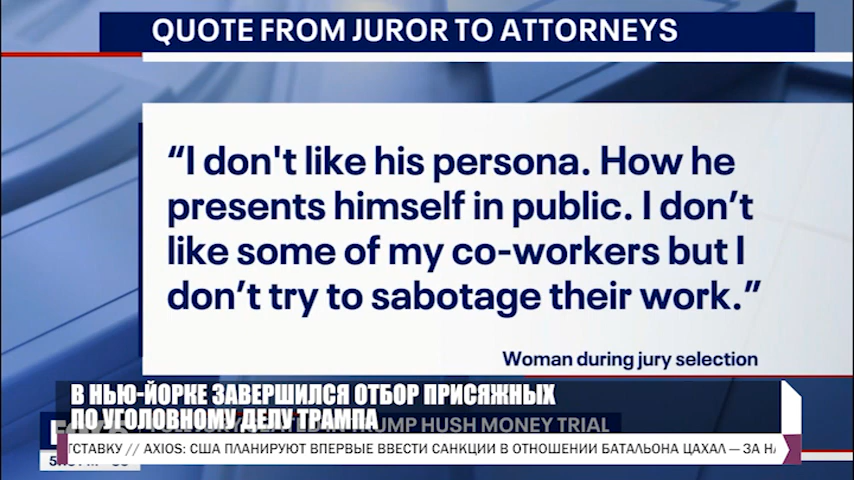 QUOTE FROM JUROR TO ATTORNEYS
“I don't like his persona. How he
presents himself in public. I don’t
like some of my co-workers but I
don’t try to sabotage their work.”
Woman during jury selection
В НЬЮ-ЙОРКЕ ЗАВЕРШИЛСЯ ОТБОР ПРИСЯЖНЫХ
ПО УГОЛОВНОМУ ДЕЛУ ТРАМПА
HUSH MONEY TRIAL
ТСТАВКУ // AXIOS: США ПЛАНИРУЮТ ВПЕРВЫЕ ВВЕСТИ САНКЦИИ В ОТНОШЕНИИ БАТАЛЬОНА ЦАХАЛ — ЗА НА